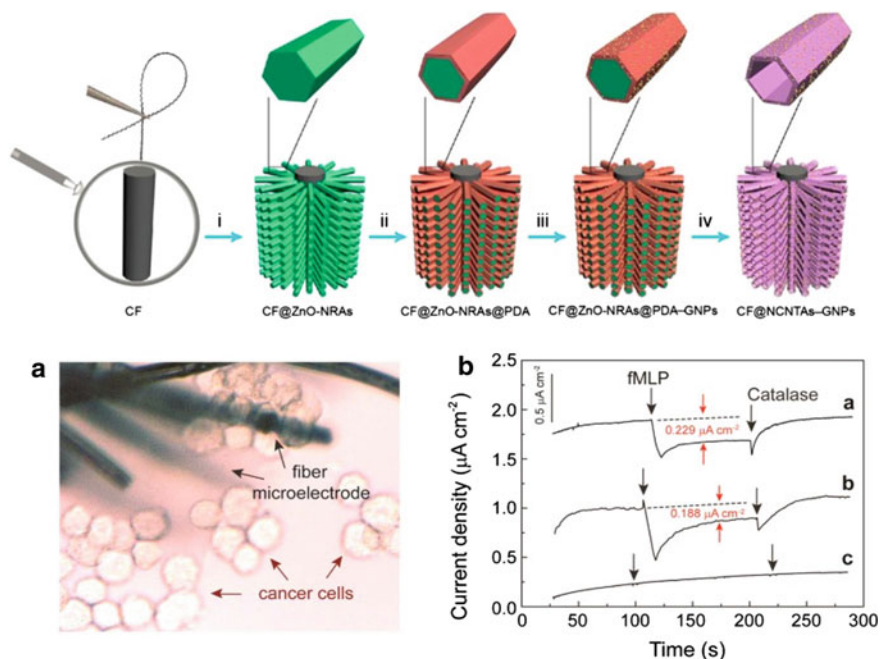 i
ii
iii
iv
CF
CF@ZnO-NRAs
CF@ZnO-NRAs@PDA
CF@ZnO-NRAs@PDA–GNPs
CF@NCNTAs–GNPs
a
fiber
microelectrode
cancer cells
b
Current density (μA cm⁻²)
2.5
2.0
1.5
1.0
0.5
0.0
0.5 μA cm⁻²
fMLP
Catalase
a
0.229 μA cm⁻²
b
0.188 μA cm⁻²
c
0 50 100 150 200 250 300
Time (s)